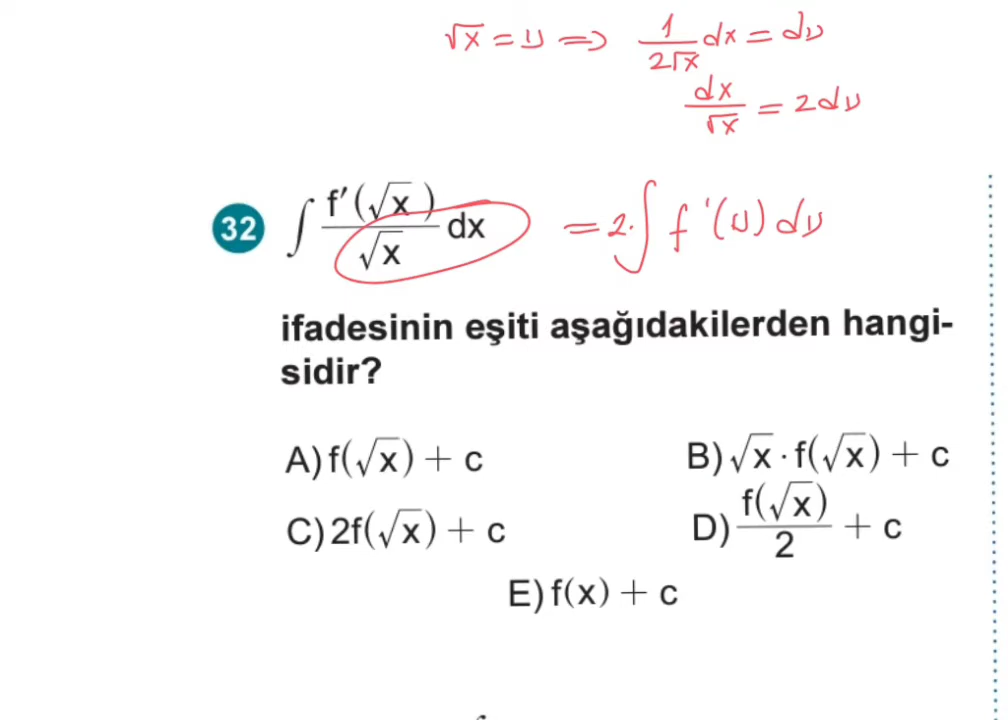 √x = u ⇒ 1/(2√x) dx = du
dx/√x = 2du
32 ∫ f'(√x)/√x dx = 2·∫ f'(u) du
ifadesinin eşiti aşağıdakilerden hangi-
sidir?
A) f(√x) + c B) √x · f(√x) + c
C) 2f(√x) + c D) f(√x)/2 + c
E) f(x) + c